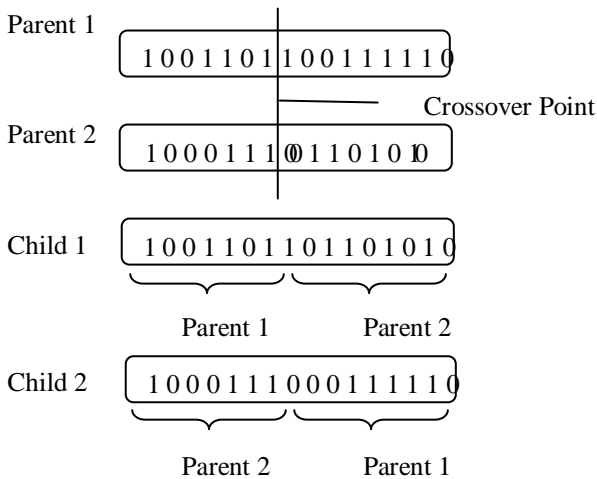 Parent 1
1 0 0 1 1 0 1 1 0 0 1 1 1 1 1 0
Crossover Point
Parent 2
1 0 0 0 1 1 1 0 0 1 1 0 1 0 1 0
Child 1
1 0 0 1 1 0 1 1 0 1 1 0 1 0 1 0
Parent 1 Parent 2
Child 2
1 0 0 0 1 1 1 0 0 0 1 1 1 1 1 0
Parent 2 Parent 1